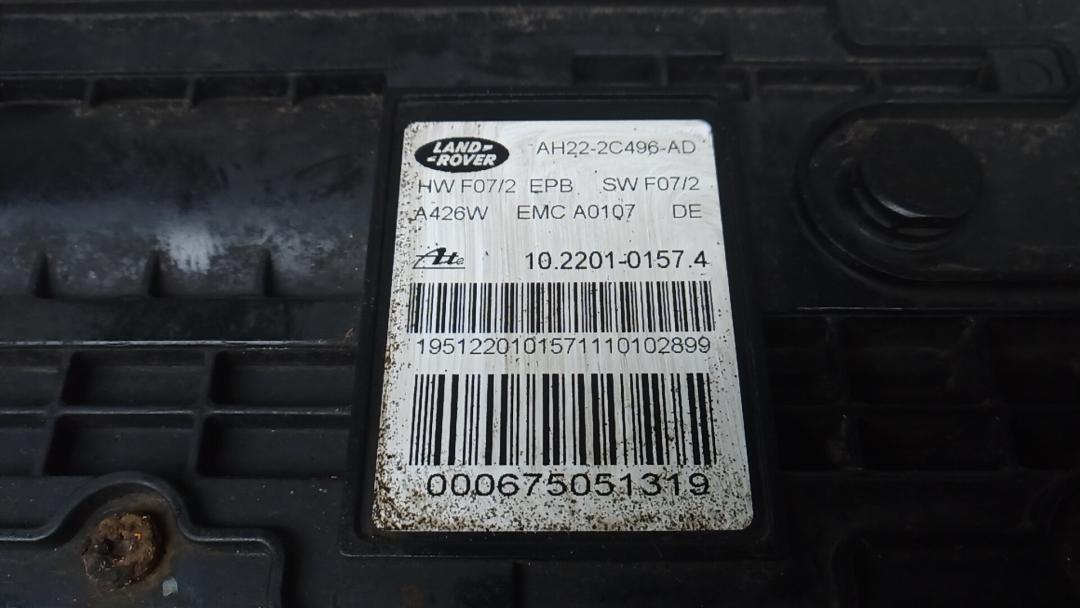 LAND ROVER AH22-2C496-AD
HW F07/2 EPB SW F07/2
A426W EMC A0107 DE
Ate 10.2201-0157.4
1951220101571110102899
000675051319